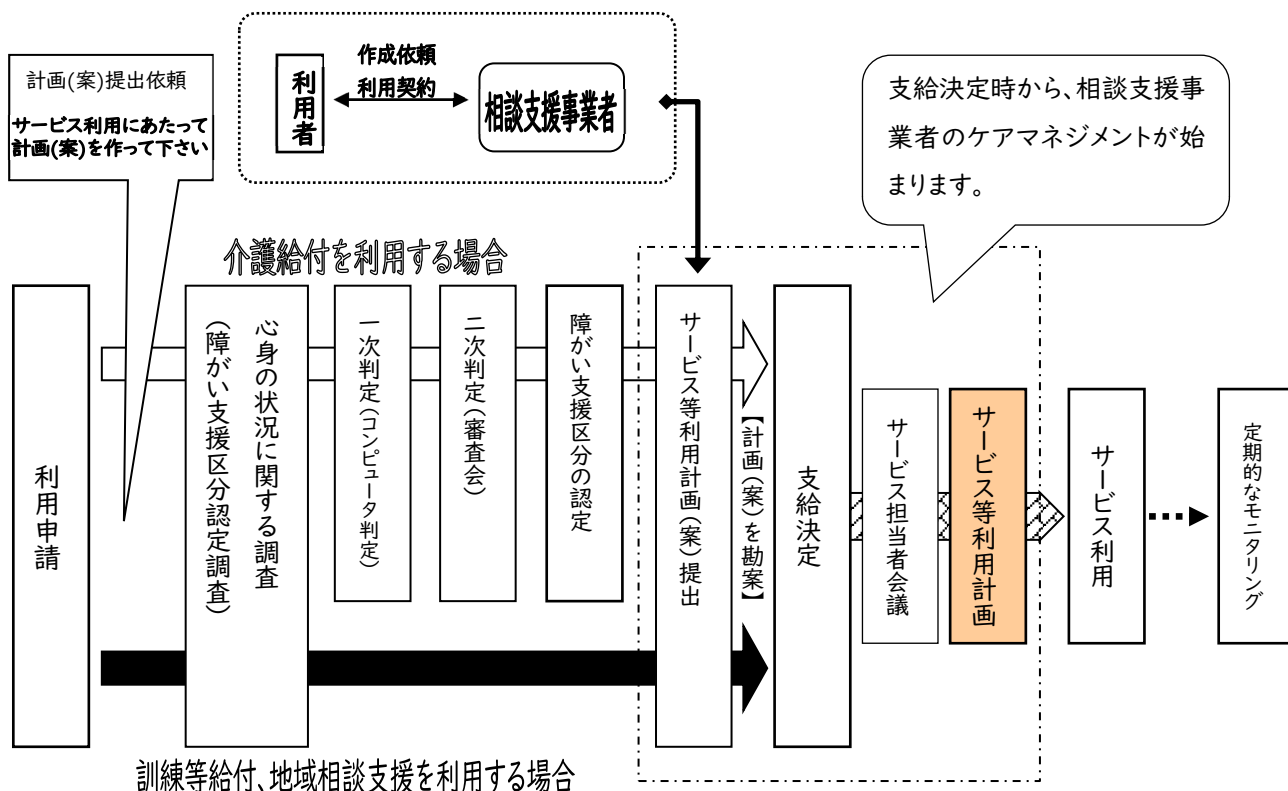 計画(案)提出依頼
サービス利用にあたって
計画(案)を作って下さい
利用者
作成依頼
利用契約
相談支援事業者
支給決定時から、相談支援事
業者のケアマネジメントが始
まります。
介護給付を利用する場合
利用申請
心身の状況に関する調査
(障がい支援区分認定調査)
一次判定(コンピュータ判定)
二次判定(審査会)
障がい支援区分の認定
サービス等利用計画(案)提出
【計画(案)を勘案】
支給決定
サービス担当者会議
サービス等利用計画
サービス利用
定期的なモニタリング
訓練等給付、地域相談支援を利用する場合